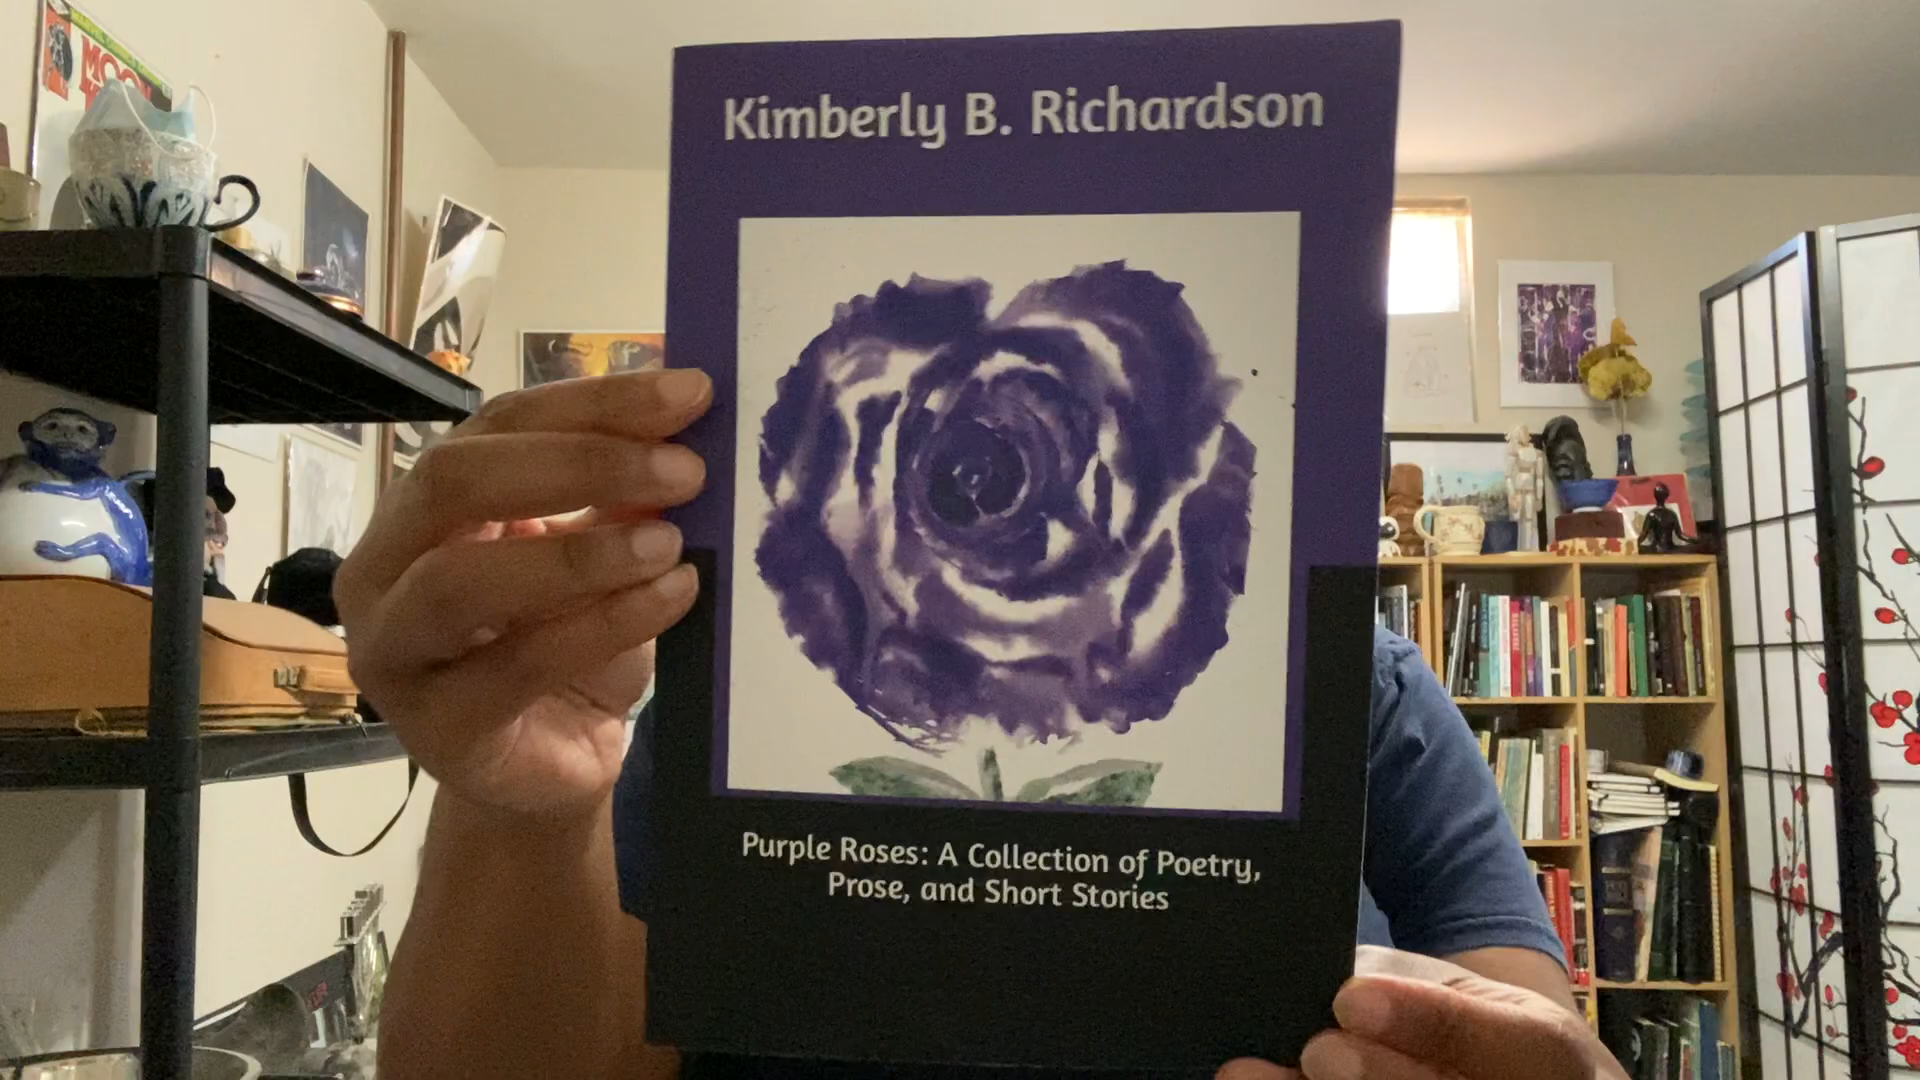 Kimberly B. Richardson
Purple Roses: A Collection of Poetry,
Prose, and Short Stories